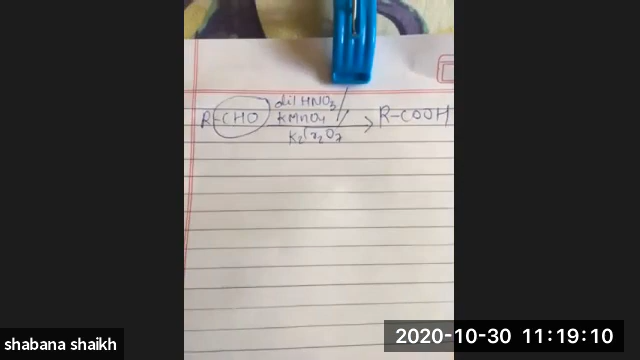 dil HNO3/
R-CHO KMnO4 / → R-COOH
K2Cr2O7
shabana shaikh
2020-10-30 11:19:10